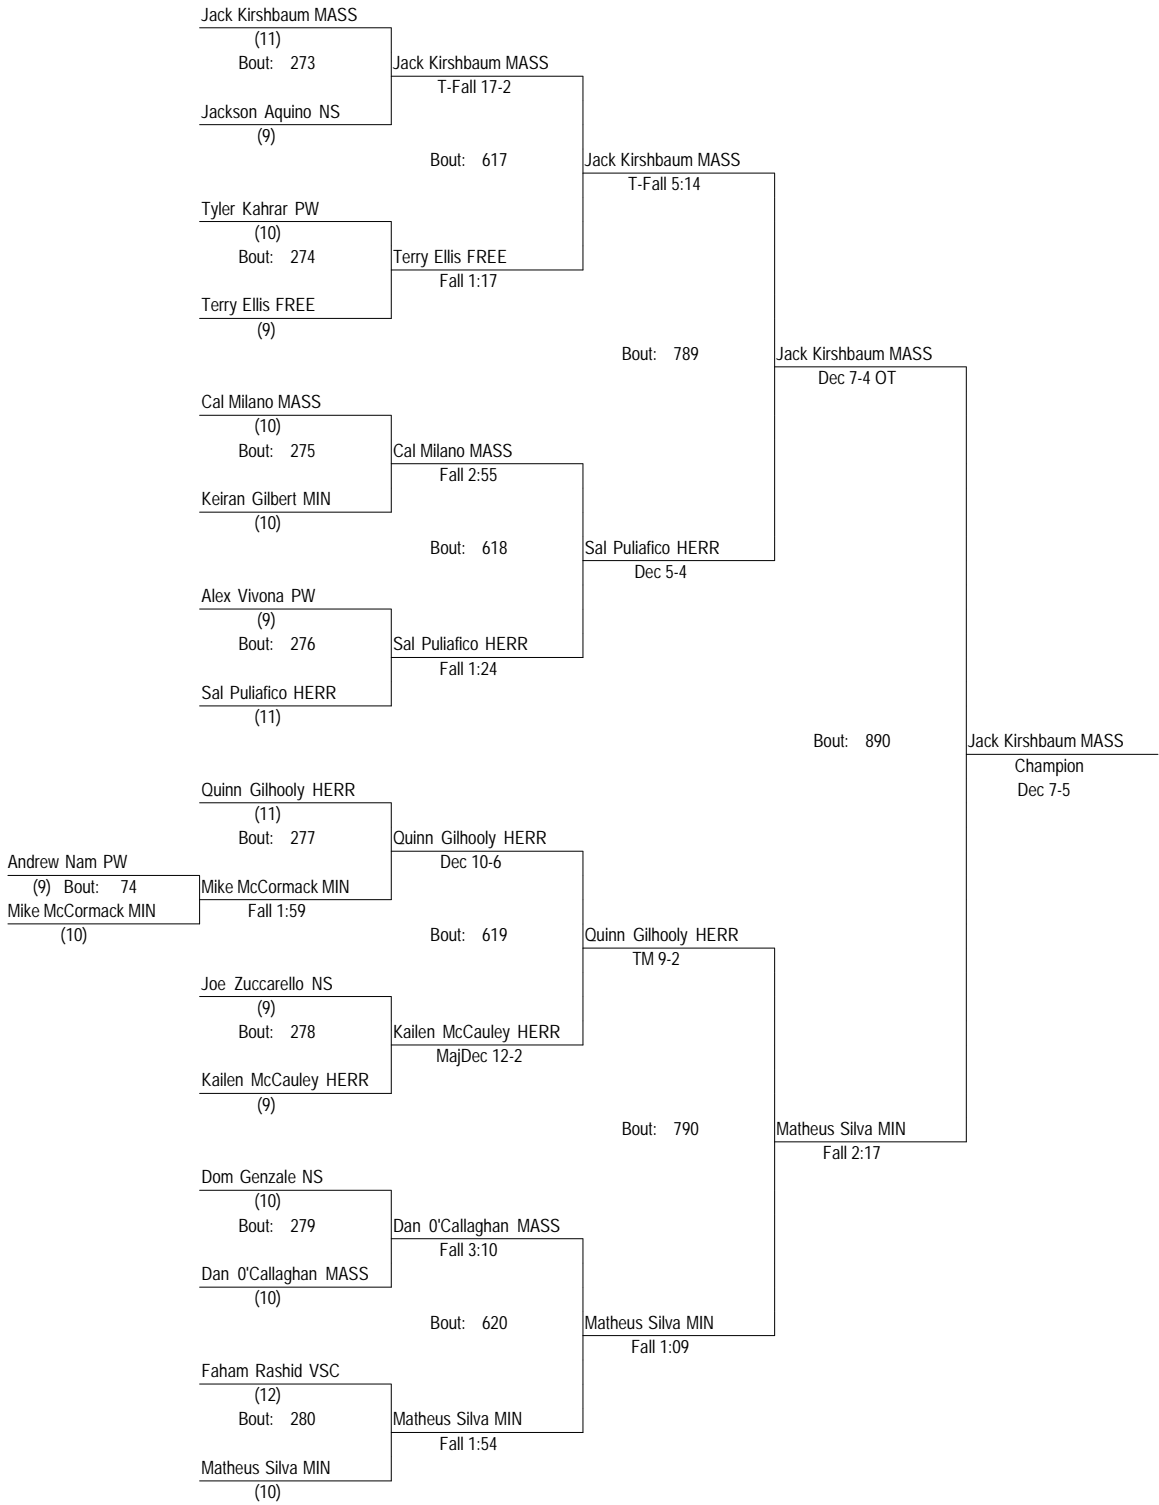 Jack Kirshbaum MASS
(11)
Bout: 273
Jack Kirshbaum MASS
T-Fall 17-2
Jackson Aquino NS
(9)
Bout: 617
Jack Kirshbaum MASS
T-Fall 5:14
Tyler Kahrar PW
(10)
Bout: 274
Terry Ellis FREE
Fall 1:17
Terry Ellis FREE
(9)
Bout: 789
Jack Kirshbaum MASS
Dec 7-4 OT
Cal Milano MASS
(10)
Bout: 275
Cal Milano MASS
Fall 2:55
Keiran Gilbert MIN
(10)
Bout: 618
Sal Puliafico HERR
Dec 5-4
Alex Vivona PW
(9)
Bout: 276
Sal Puliafico HERR
Fall 1:24
Sal Puliafico HERR
(11)
Bout: 890
Jack Kirshbaum MASS
Champion
Dec 7-5
Quinn Gilhooly HERR
(11)
Bout: 277
Quinn Gilhooly HERR
Dec 10-6
Andrew Nam PW
(9) Bout: 74
Mike McCormack MIN
Fall 1:59
Mike McCormack MIN
(10)
Bout: 619
Quinn Gilhooly HERR
TM 9-2
Joe Zuccarello NS
(9)
Bout: 278
Kailen McCauley HERR
MajDec 12-2
Kailen McCauley HERR
(9)
Bout: 790
Matheus Silva MIN
Fall 2:17
Dom Genzale NS
(10)
Bout: 279
Dan 0'Callaghan MASS
Fall 3:10
Dan 0'Callaghan MASS
(10)
Bout: 620
Matheus Silva MIN
Fall 1:09
Faham Rashid VSC
(12)
Bout: 280
Matheus Silva MIN
Fall 1:54
Matheus Silva MIN
(10)